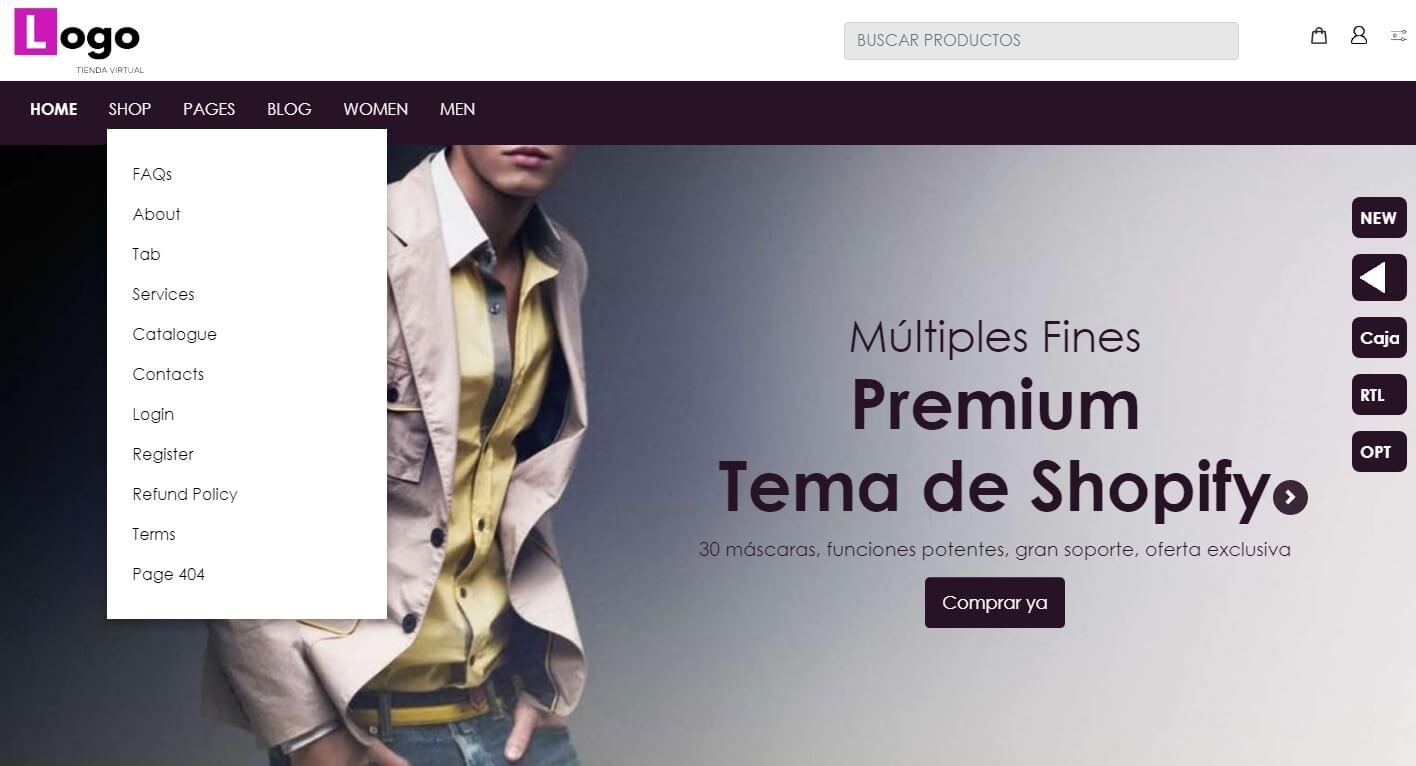 Logo
TIENDA VIRTUAL
BUSCAR PRODUCTOS
HOME SHOP PAGES BLOG WOMEN MEN
FAQs
About
Tab
Services
Catalogue
Contacts
Login
Register
Refund Policy
Terms
Page 404
Múltiples Fines
Premium
Tema de Shopify
30 máscaras, funciones potentes, gran soporte, oferta exclusiva
Comprar ya
NEW
Caja
RTL
OPT